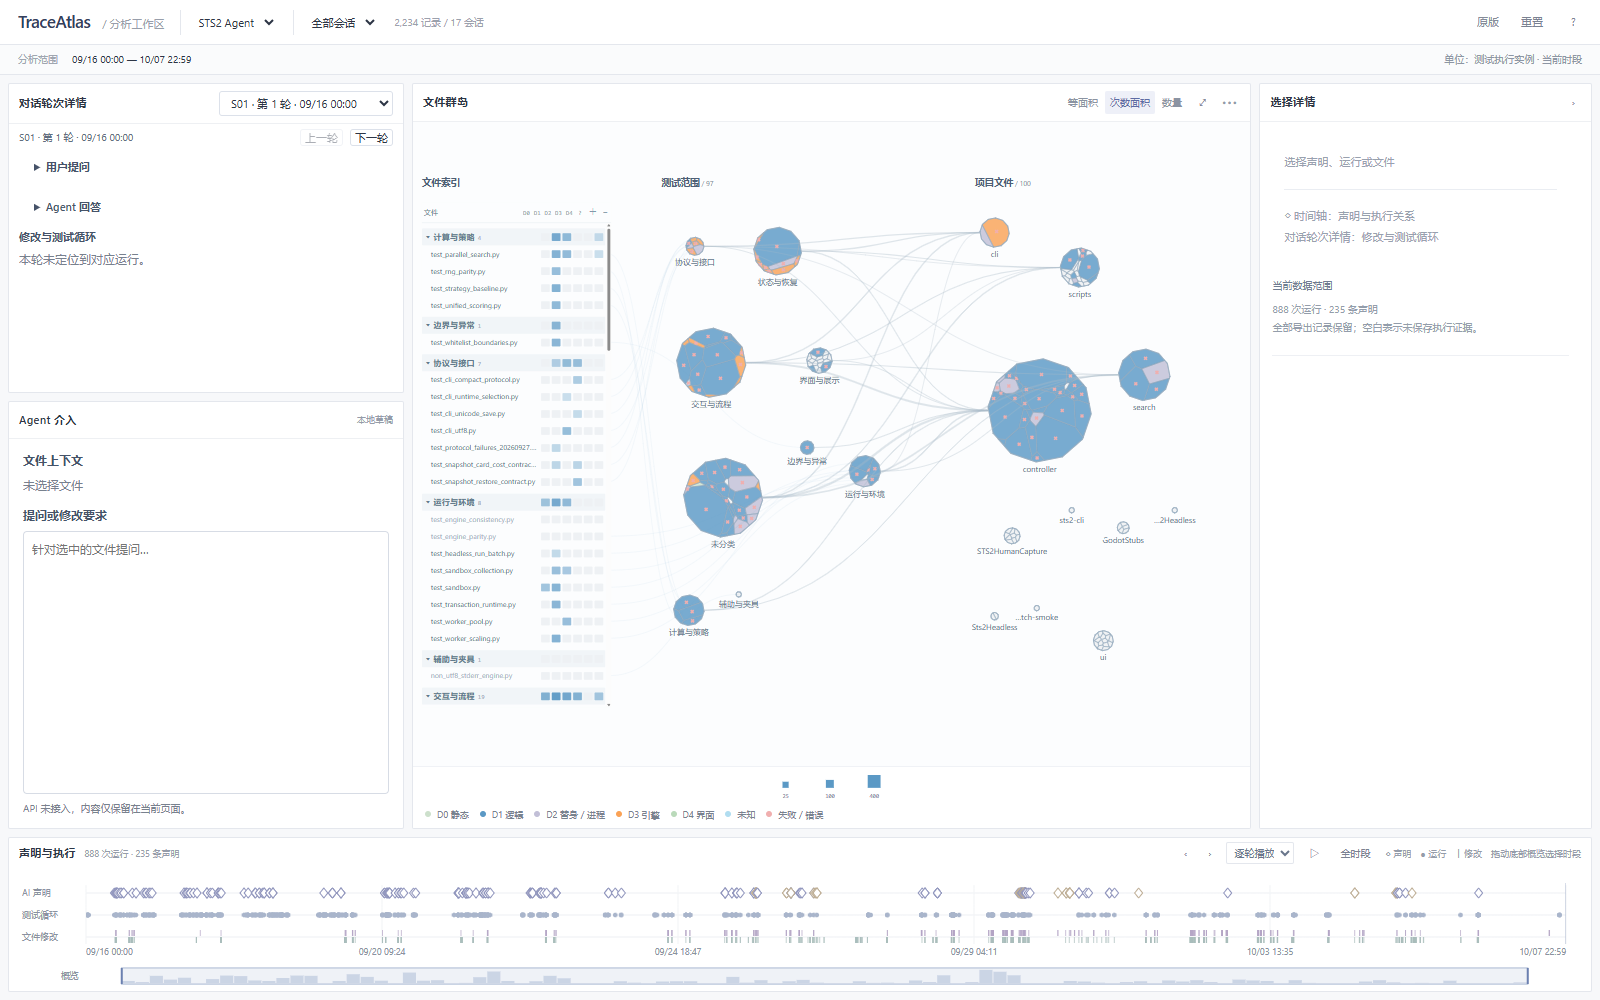 TraceAtlas / 分析工作区 STS2 Agent 全部会话 2,234 记录 / 17 会话 原版 重置 ?
分析范围 09/16 00:00 — 10/07 22:59 单位：测试执行实例 · 当前时段
对话轮次详情 S01 · 第 1 轮 · 09/16 00:00
S01 · 第 1 轮 · 09/16 00:00 上一轮 下一轮
▶ 用户提问
▶ Agent 回答
修改与测试循环
本轮未定位到对应运行。
Agent 介入 本地草稿
文件上下文
未选择文件
提问或修改要求
针对选中的文件提问...
API 未接入，内容仅保留在当前页面。
文件群岛 等面积 次数面积 数量
文件索引
文件 D0 D1 D2 D3 D4 ? + −
计算与策略 4
test_parallel_search.py
test_rng_parity.py
test_strategy_baseline.py
test_unified_scoring.py
边界与异常 1
test_whitelist_boundaries.py
协议与接口 7
test_cli_compact_protocol.py
test_cli_runtime_selection.py
test_cli_unicode_save.py
test_cli_utf8.py
test_protocol_failures_20260927...
test_snapshot_card_cost_contrac...
test_snapshot_restore_contract.py
运行与环境 8
test_engine_consistency.py
test_engine_parity.py
test_headless_run_batch.py
test_sandbox_collection.py
test_sandbox.py
test_transaction_runtime.py
test_worker_pool.py
test_worker_scaling.py
辅助与夹具 1
non_utf8_stderr_engine.py
交互与流程 19
测试范围 / 97
协议与接口
状态与恢复
交互与流程
界面与展示
边界与异常
运行与环境
未分类
辅助与夹具
计算与策略
项目文件 / 100
cli
scripts
search
controller
sts2-cli
...2Headless
GodotStubs
STS2HumanCapture
...tch-smoke
Sts2Headless
ui
25 100 400
D0 静态 D1 逻辑 D2 替身 / 进程 D3 引擎 D4 界面 未知 失败 / 错误
选择详情
选择声明、运行或文件
时间轴：声明与执行关系
对话轮次详情：修改与测试循环
当前数据范围
888 次运行 · 235 条声明
全部导出记录保留；空白表示未保存执行证据。
声明与执行 888 次运行 · 235 条声明 ‹ › 逐轮播放 全时段 声明 运行 修改 拖动底部概览选择时段
AI 声明
测试循环
文件修改
09/16 00:00 09/20 09:24 09/24 18:47 09/29 04:11 10/03 13:35 10/07 22:59
概览